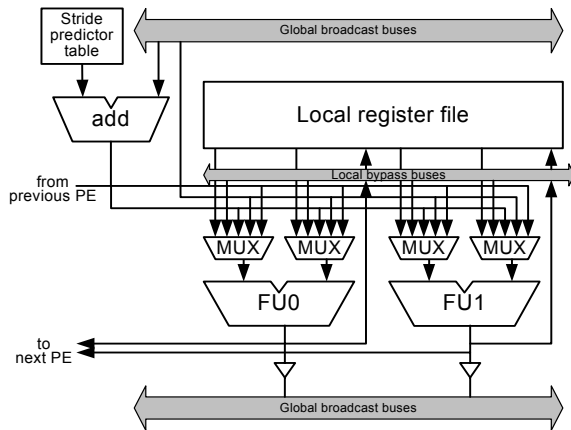 Stride
predictor
table
Global broadcast buses
add
Local register file
Local bypass buses
from
previous PE
MUX
MUX
MUX
MUX
FU0
FU1
to
next PE
Global broadcast buses